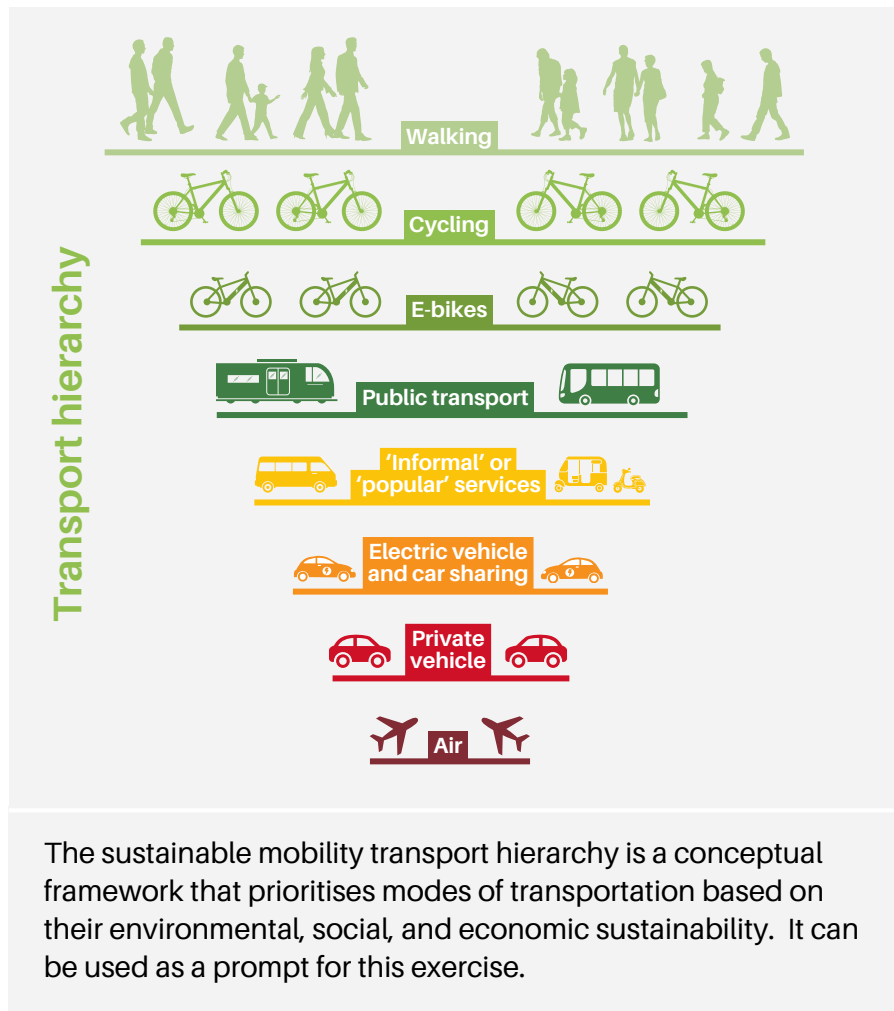 Walking
Cycling
E-bikes
Public transport
‘Informal’ or
‘popular’ services
Electric vehicle
and car sharing
Private
vehicle
Air
Transport hierarchy
The sustainable mobility transport hierarchy is a conceptual
framework that prioritises modes of transportation based on
their environmental, social, and economic sustainability.  It can
be used as a prompt for this exercise.